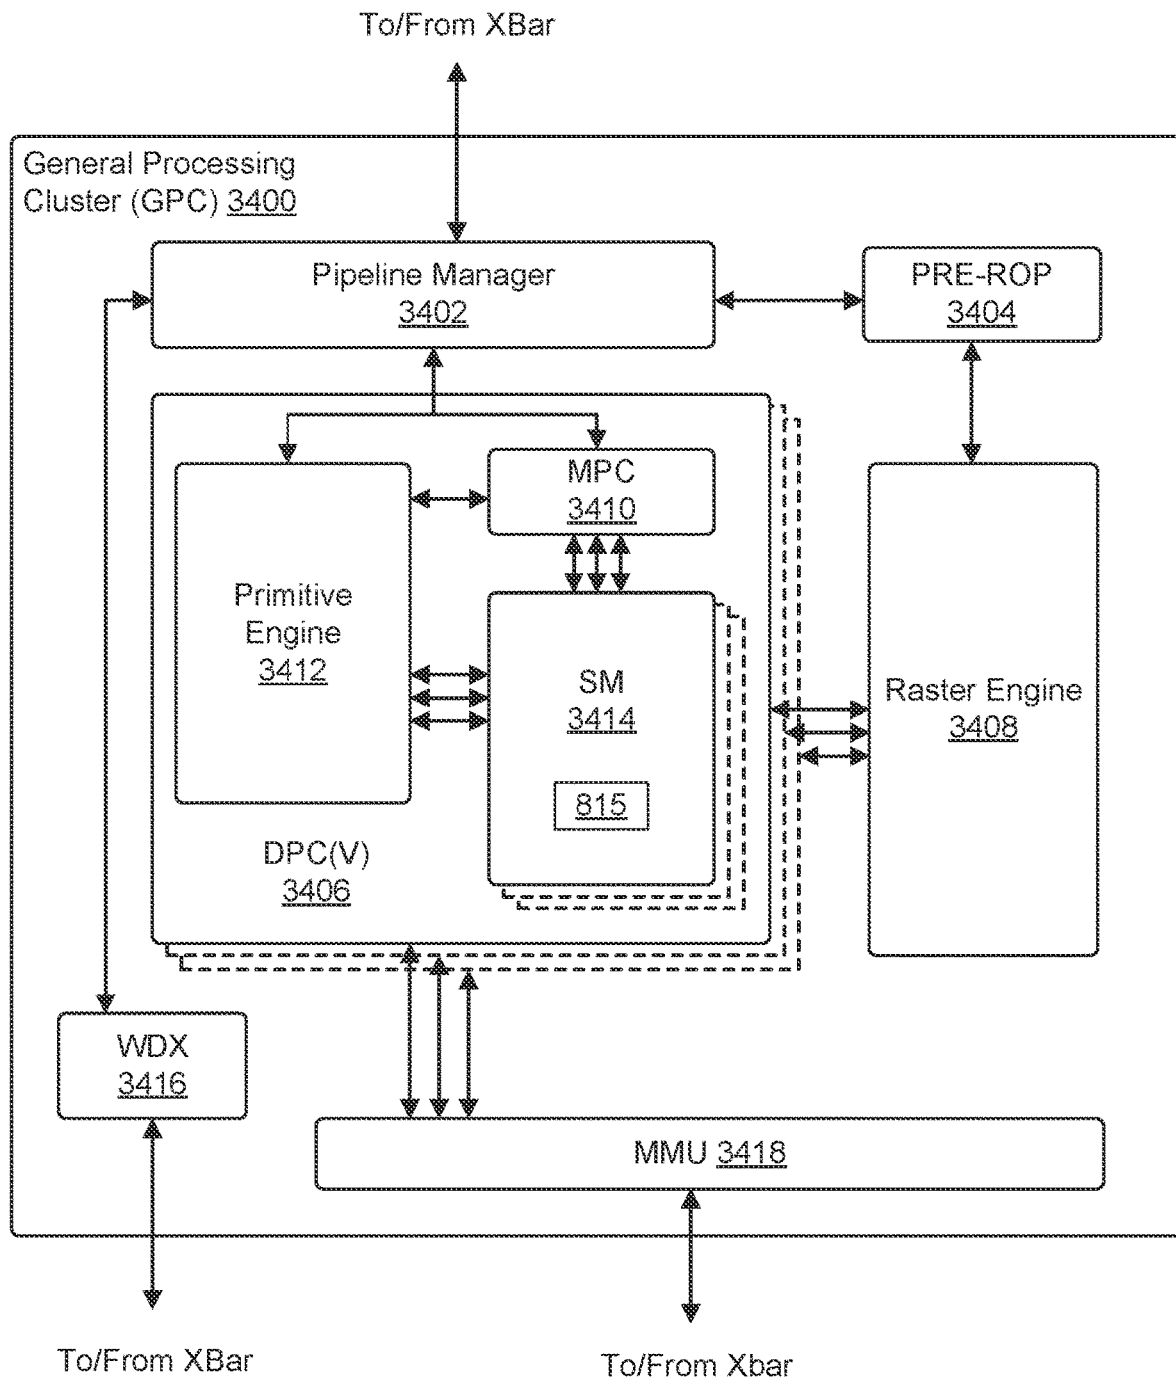 To/From XBar
General Processing
Cluster (GPC) 3400
Pipeline Manager
3402
PRE-ROP
3404
MPC
3410
Primitive
Engine
3412
SM
3414
815
Raster Engine
3408
DPC(V)
3406
WDX
3416
MMU 3418
To/From XBar
To/From Xbar